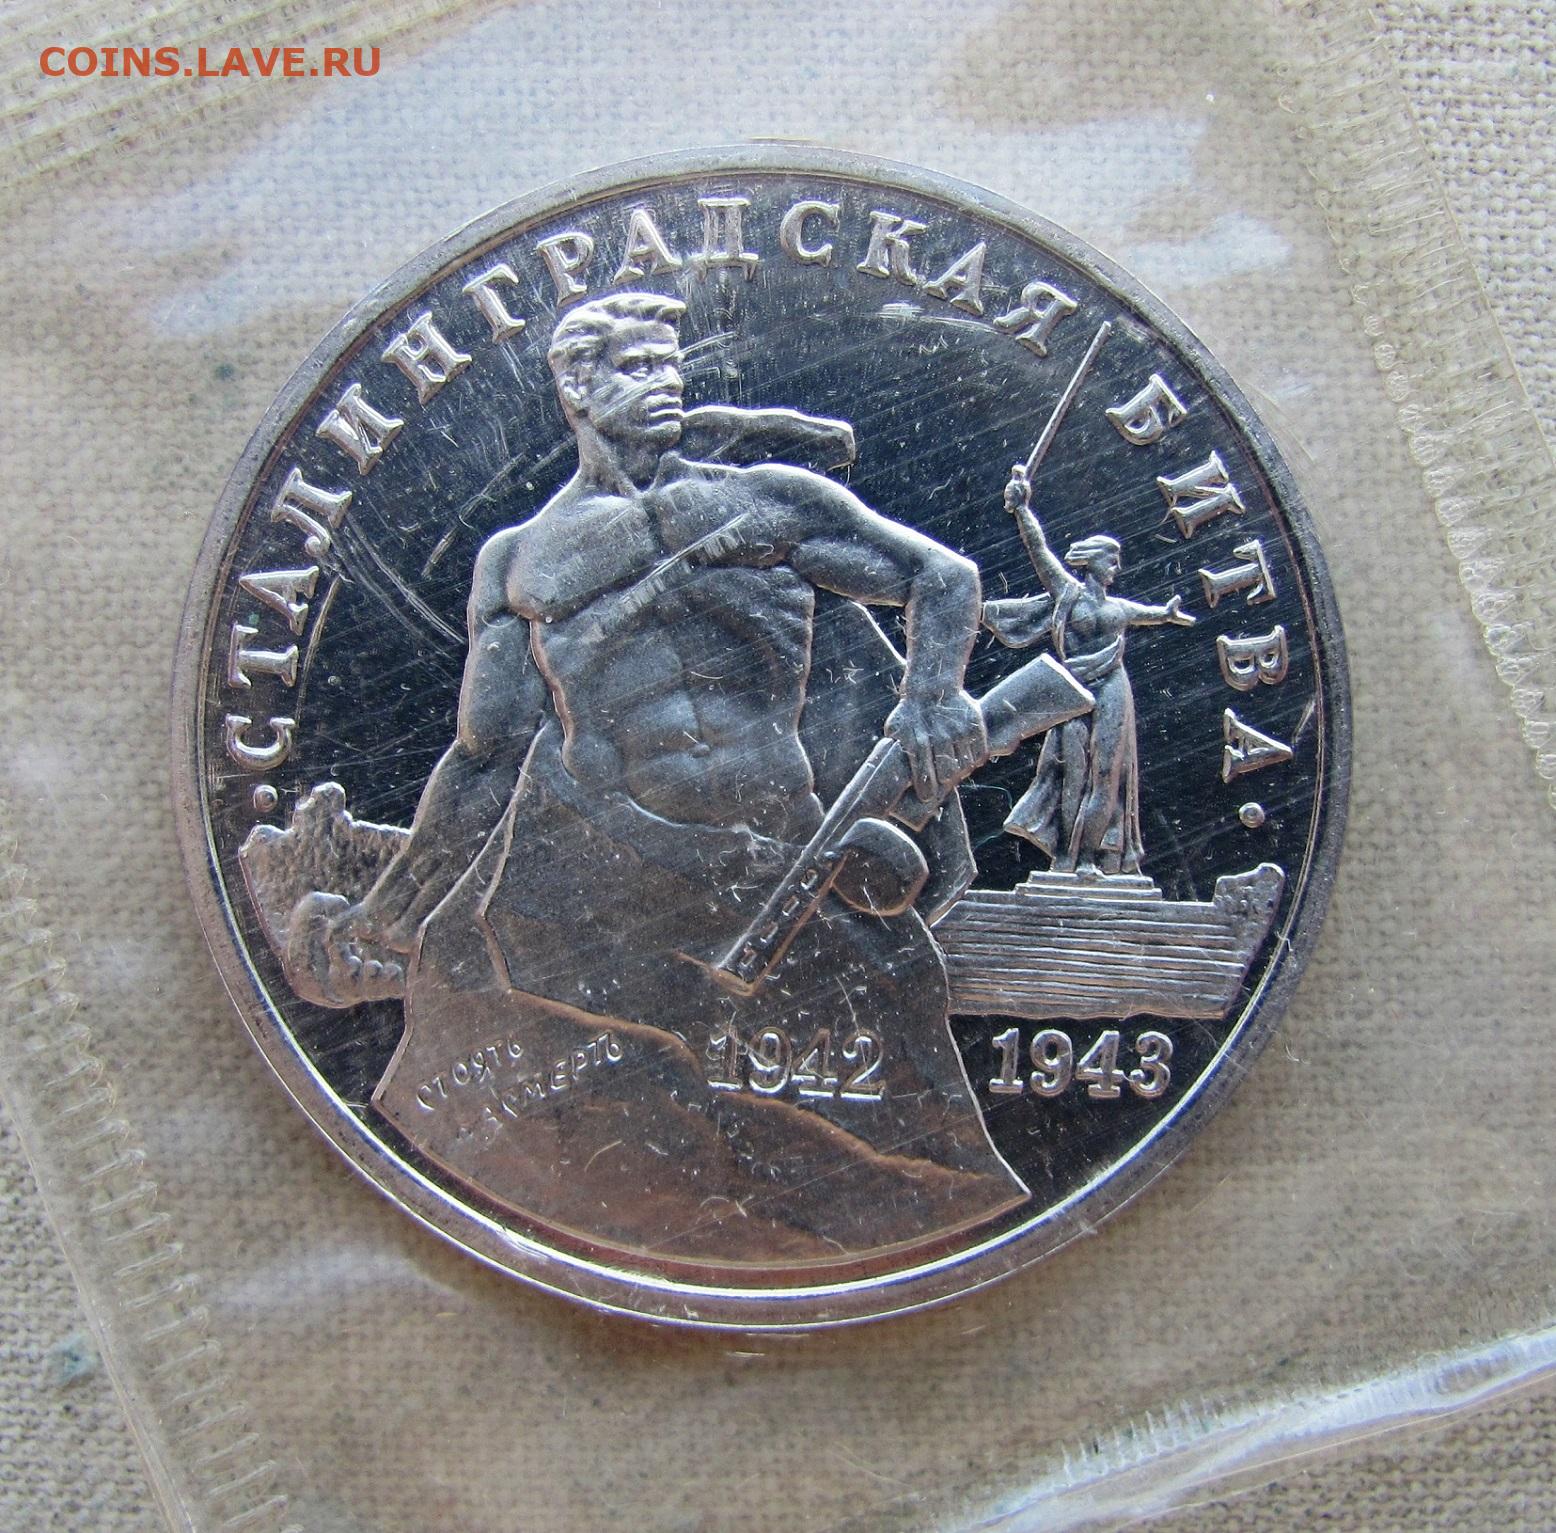 COINS.LAVE.RU
·СТАЛИНГРАДСКАЯ БИТВА·
СТОЯТЬ
НАСМЕРТЬ
1942 1943